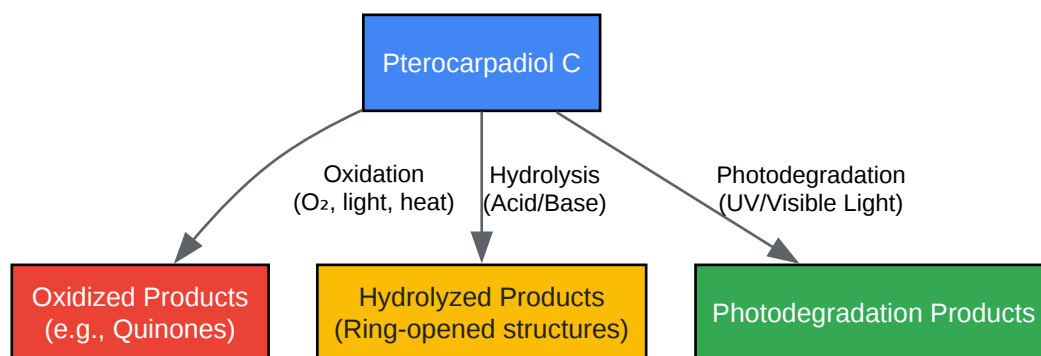 Pterocarpadiol C
Oxidation
(O₂, light, heat)
Hydrolysis
(Acid/Base)
Photodegradation
(UV/Visible Light)
Oxidized Products
(e.g., Quinones)
Hydrolyzed Products
(Ring-opened structures)
Photodegradation Products